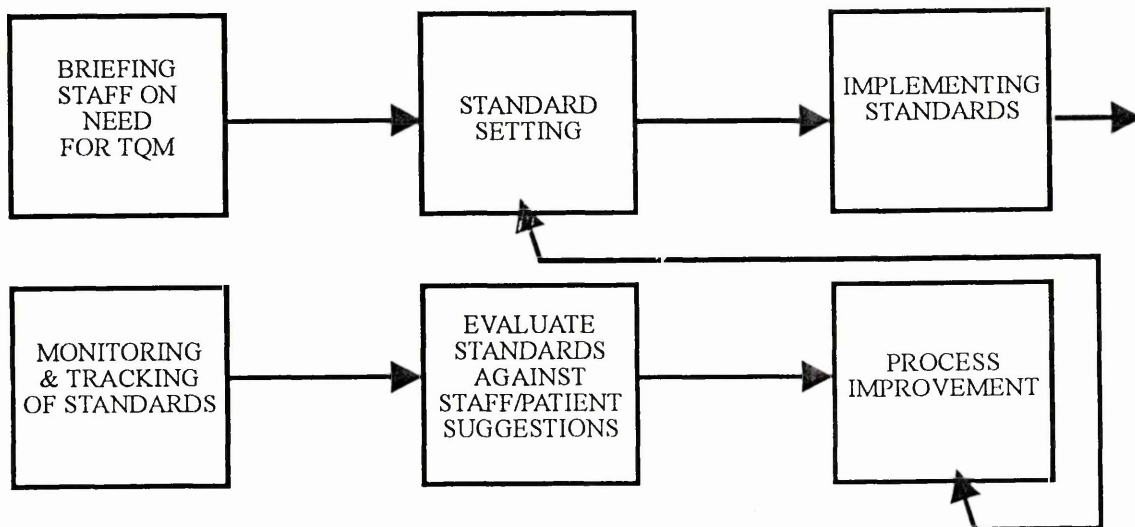 BRIEFING
STAFF ON
NEED
FOR TQM
STANDARD
SETTING
IMPLEMENTING
STANDARDS
MONITORING
& TRACKING
OF STANDARDS
EVALUATE
STANDARDS
AGAINST
STAFF/PATIENT
SUGGESTIONS
PROCESS
IMPROVEMENT